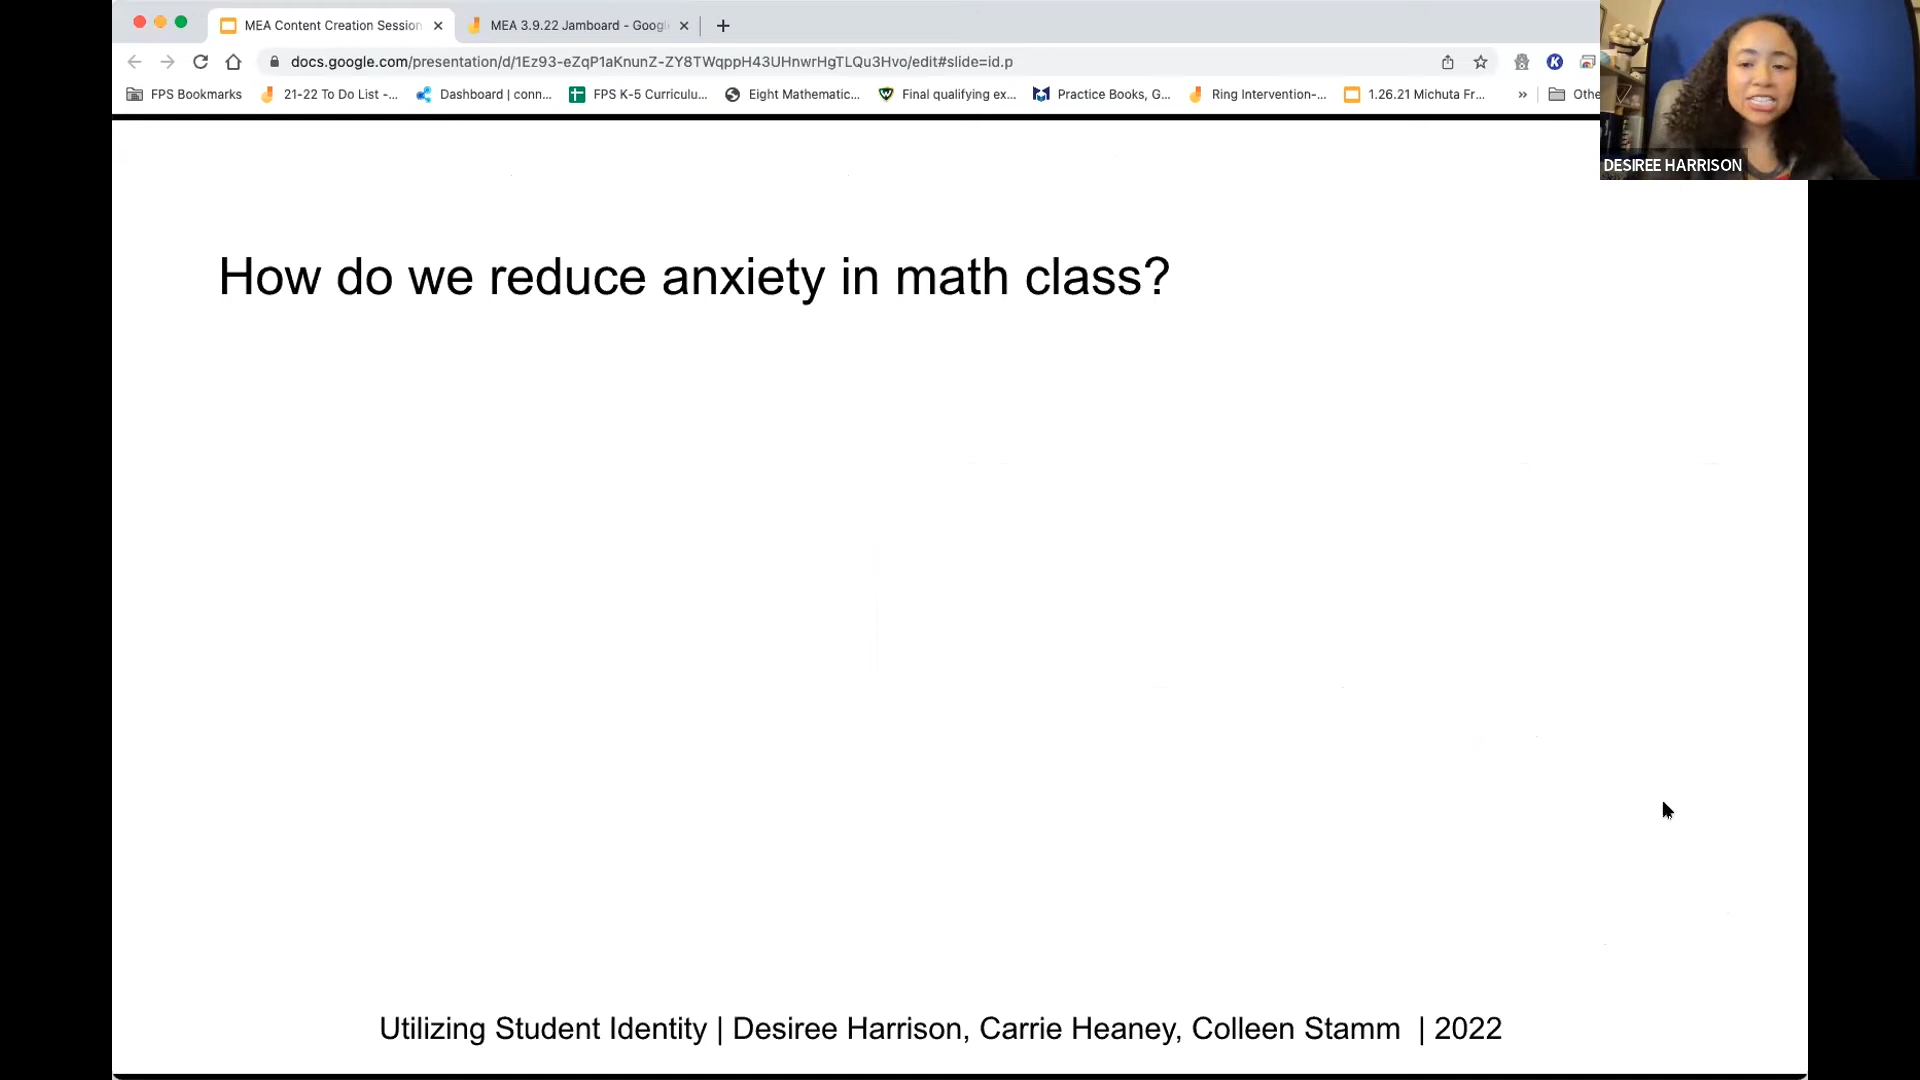 MEA Content Creation Session
MEA 3.9.22 Jamboard - Googl
docs.google.com/presentation/d/1Ez93-eZqP1aKnunZ-ZY8TWqppH43UHnwrHgTLQu3Hvo/edit#slide=id.p
FPS Bookmarks
21-22 To Do List -...
Dashboard | conn...
FPS K-5 Curriculu...
Eight Mathematic...
Final qualifying ex...
Practice Books, G...
Ring Intervention-...
1.26.21 Michuta Fr...
»
Othe
K
DESIREE HARRISON
How do we reduce anxiety in math class?
Utilizing Student Identity | Desiree Harrison, Carrie Heaney, Colleen Stamm | 2022